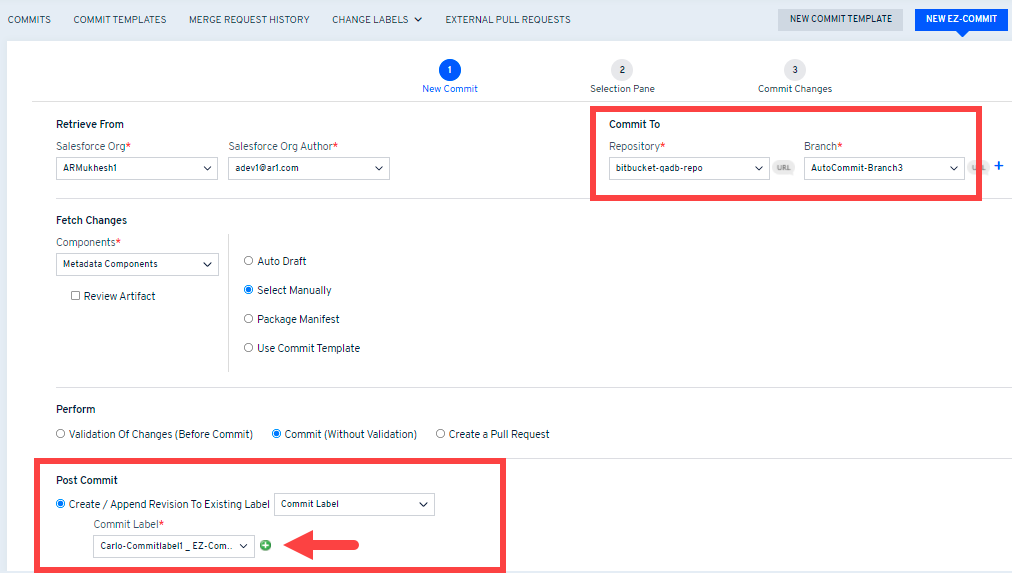 COMMITS COMMIT TEMPLATES MERGE REQUEST HISTORY CHANGE LABELS EXTERNAL PULL REQUESTS NEW COMMIT TEMPLATE NEW EZ-COMMIT
1 2 3
New Commit Selection Pane Commit Changes
Retrieve From Commit To
Salesforce Org* Salesforce Org Author* Repository* Branch*
ARMukhesh1 adev1@ar1.com bitbucket-qadb-repo URL AutoCommit-Branch3 URL +
Fetch Changes
Components*
Metadata Components
Auto Draft
Review Artifact
Select Manually
Package Manifest
Use Commit Template
Perform
Validation Of Changes (Before Commit) Commit (Without Validation) Create a Pull Request
Post Commit
Create / Append Revision To Existing Label Commit Label
Commit Label*
Carlo-Commitlabel1 _ EZ-Com..